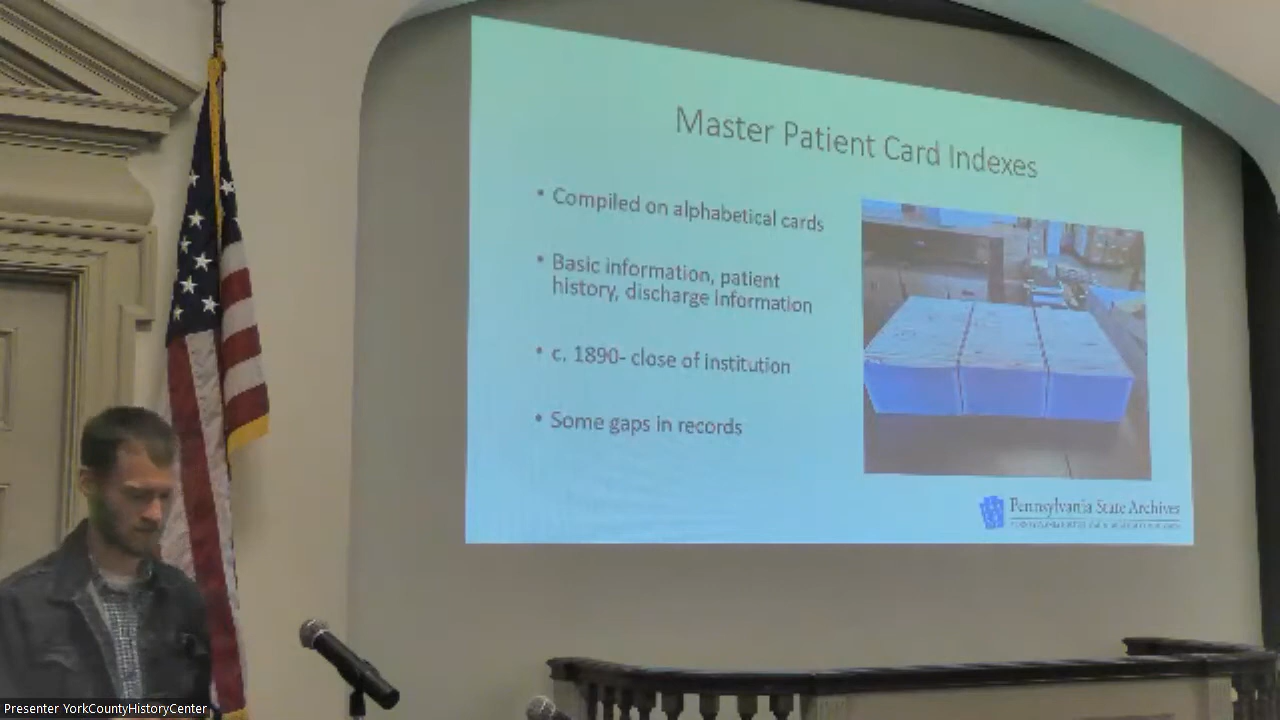 Master Patient Card Indexes
• Compiled on alphabetical cards
• Basic information, patient
history, discharge information
• c. 1890- close of institution
• Some gaps in records
Pennsylvania State Archives
Presenter YorkCountyHistoryCenter